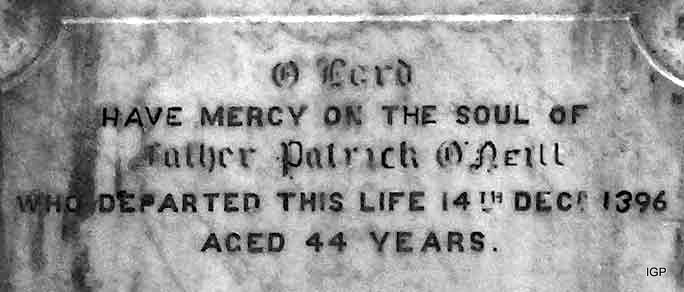 O Lord
HAVE MERCY ON THE SOUL OF
Father Patrick O'Neill
WHO DEPARTED THIS LIFE 14TH DECR 1896
AGED 44 YEARS.
IGP